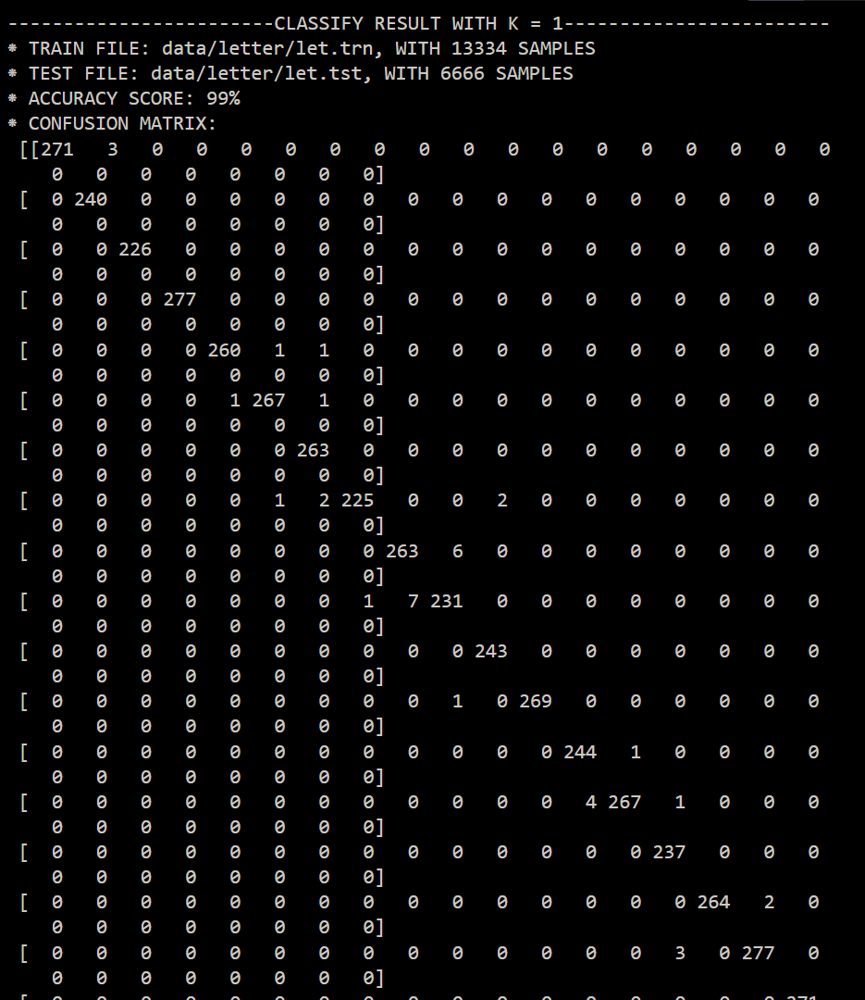 ------------------------CLASSIFY RESULT WITH K = 1------------------------
* TRAIN FILE: data/letter/let.trn, WITH 13334 SAMPLES
* TEST FILE: data/letter/let.tst, WITH 6666 SAMPLES
* ACCURACY SCORE: 99%
* CONFUSION MATRIX:
[[271 3 0 0 0 0 0 0 0 0 0 0 0 0 0 0 0 0
0 0 0 0 0 0 0 0]
[ 0 240 0 0 0 0 0 0 0 0 0 0 0 0 0 0 0 0
0 0 0 0 0 0 0 0]
[ 0 0 226 0 0 0 0 0 0 0 0 0 0 0 0 0 0 0
0 0 0 0 0 0 0 0]
[ 0 0 0 277 0 0 0 0 0 0 0 0 0 0 0 0 0 0
0 0 0 0 0 0 0 0]
[ 0 0 0 0 260 1 1 0 0 0 0 0 0 0 0 0 0 0
0 0 0 0 0 0 0 0]
[ 0 0 0 0 1 267 1 0 0 0 0 0 0 0 0 0 0 0
0 0 0 0 0 0 0 0]
[ 0 0 0 0 0 0 263 0 0 0 0 0 0 0 0 0 0 0
0 0 0 0 0 0 0 0]
[ 0 0 0 0 0 1 2 225 0 0 2 0 0 0 0 0 0 0
0 0 0 0 0 0 0 0]
[ 0 0 0 0 0 0 0 0 263 6 0 0 0 0 0 0 0 0
0 0 0 0 0 0 0 0]
[ 0 0 0 0 0 0 0 1 7 231 0 0 0 0 0 0 0 0
0 0 0 0 0 0 0 0]
[ 0 0 0 0 0 0 0 0 0 0 243 0 0 0 0 0 0 0
0 0 0 0 0 0 0 0]
[ 0 0 0 0 0 0 0 0 0 1 0 269 0 0 0 0 0 0
0 0 0 0 0 0 0 0]
[ 0 0 0 0 0 0 0 0 0 0 0 0 244 1 0 0 0 0
0 0 0 0 0 0 0 0]
[ 0 0 0 0 0 0 0 0 0 0 0 0 4 267 1 0 0 0
0 0 0 0 0 0 0 0]
[ 0 0 0 0 0 0 0 0 0 0 0 0 0 0 237 0 0 0
0 0 0 0 0 0 0 0]
[ 0 0 0 0 0 0 0 0 0 0 0 0 0 0 0 264 2 0
0 0 0 0 0 0 0 0]
[ 0 0 0 0 0 0 0 0 0 0 0 0 0 0 3 0 277 0
0 0 0 0 0 0 0 0]